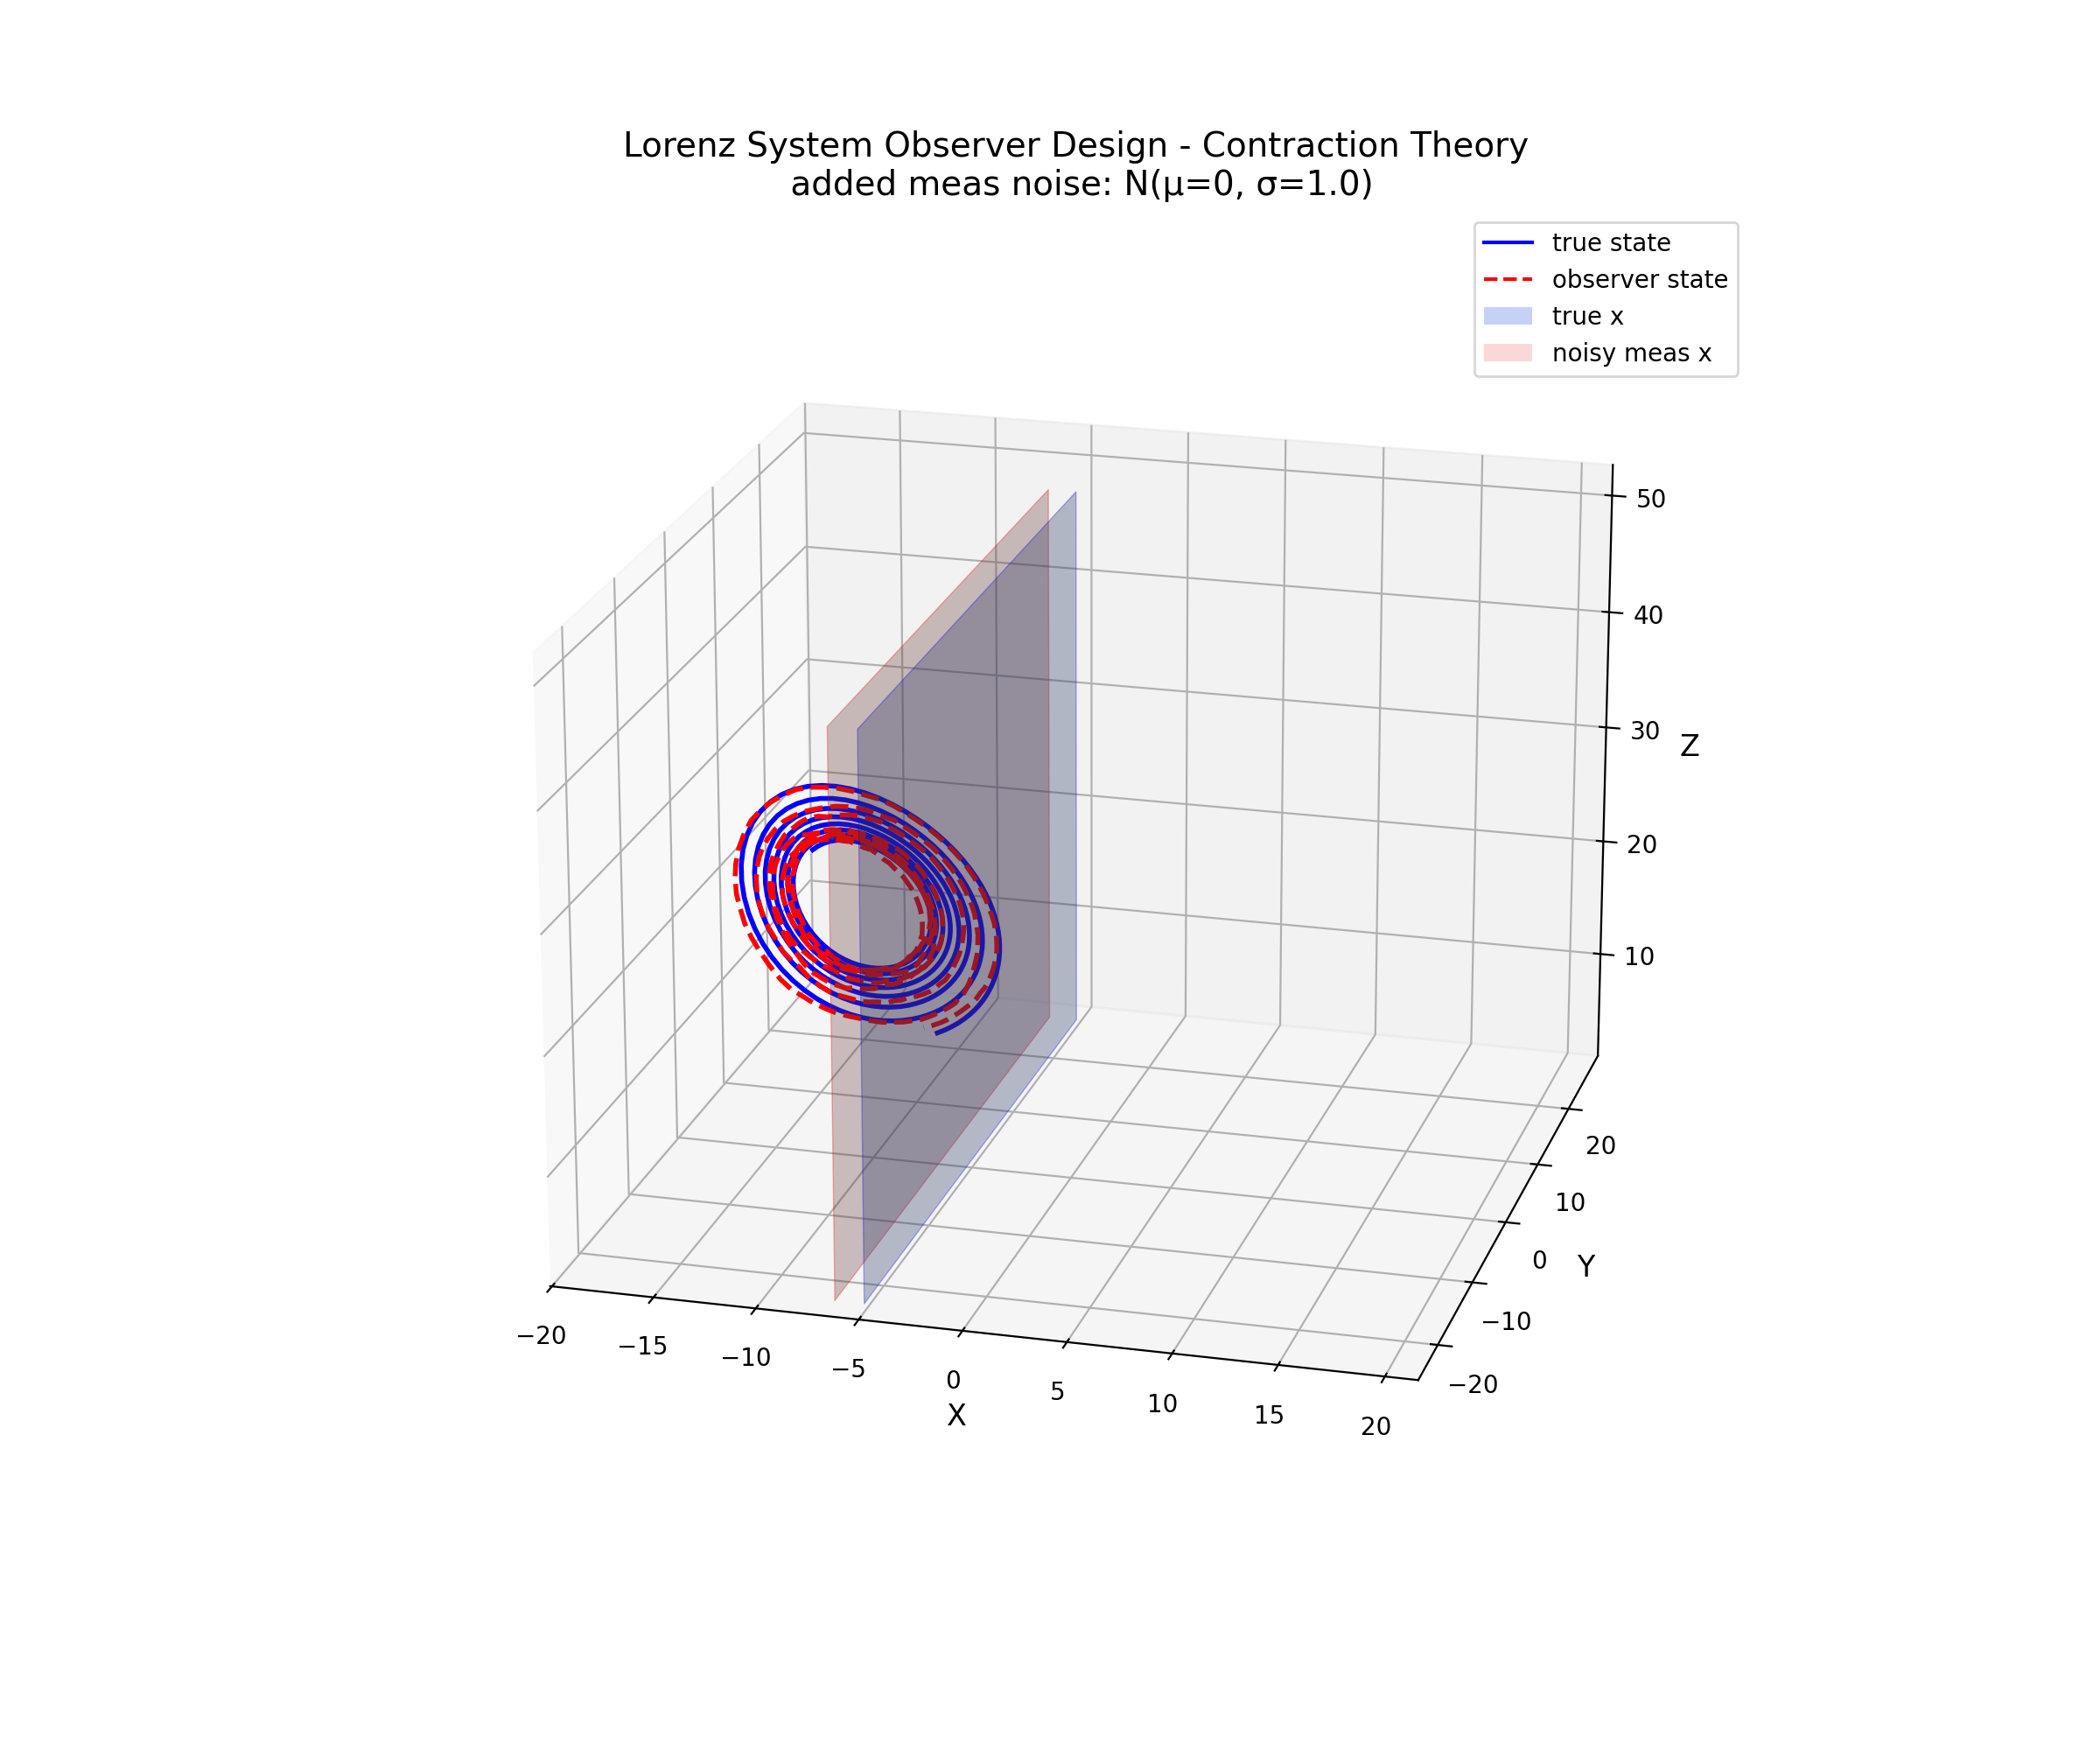 Lorenz System Observer Design - Contraction Theory
added meas noise: N(μ=0, σ=1.0)
true state
observer state
true x
noisy meas x
50
40
30
Z
20
10
20
10
0
Y
−10
−20
−20
−15
−10
−5
0
5
10
15
20
X